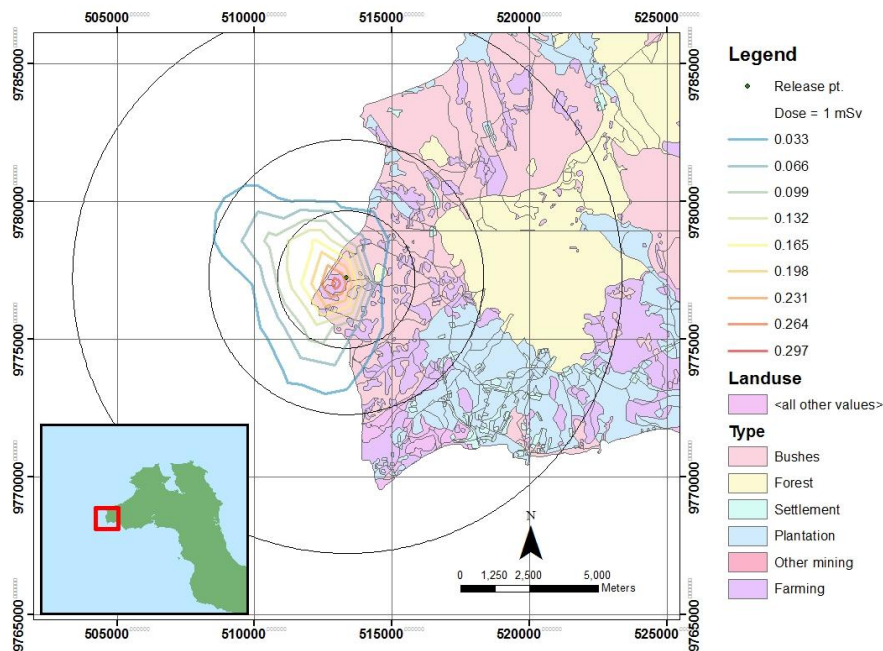 505000 510000 515000 520000 525000
9785000
9780000
9775000
9770000
9765000
9785000
9780000
9775000
9770000
9765000
N
0 1,250 2,500 5,000
Meters
505000 510000 515000 520000 525000
Legend
Release pt.
Dose = 1 mSv
0.033
0.066
0.099
0.132
0.165
0.198
0.231
0.264
0.297
Landuse
<all other values>
Type
Bushes
Forest
Settlement
Plantation
Other mining
Farming